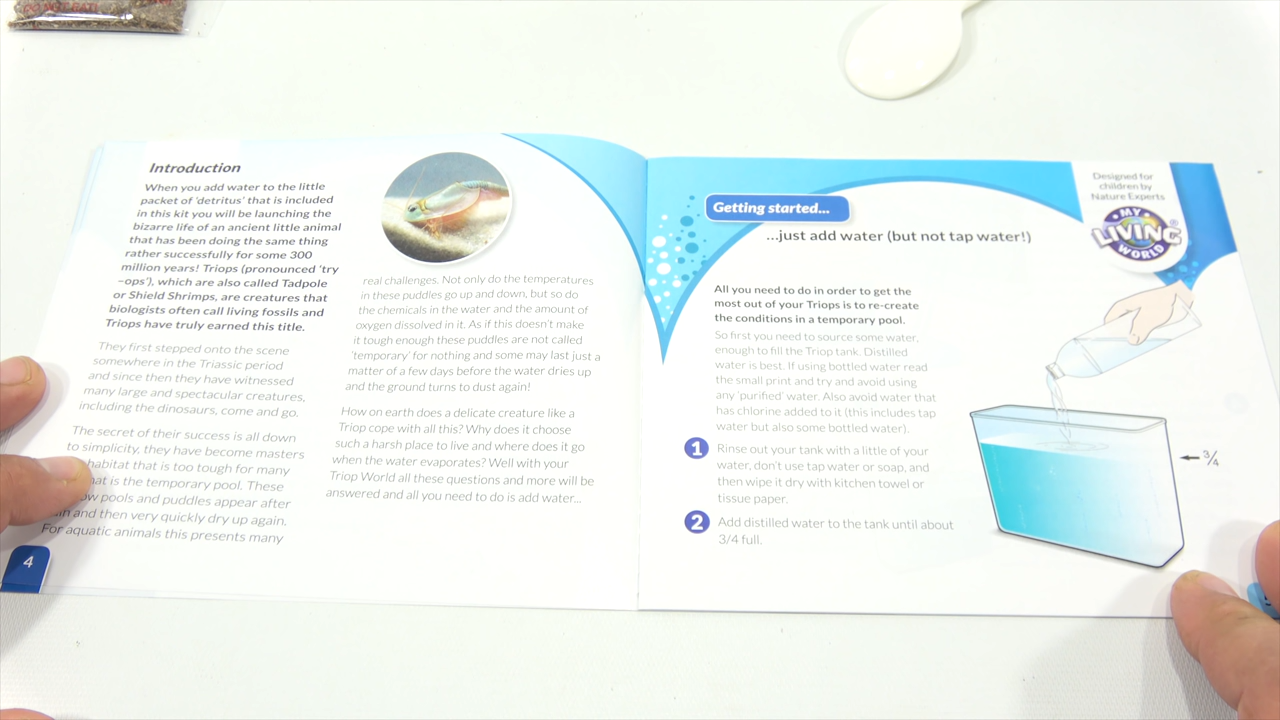 DO NOT EAT!
Introduction
When you add water to the little
packet of 'detritus' that is included
in this kit you will be launching the
bizarre life of an ancient little animal
that has been doing the same thing
rather successfully for some 300
million years! Triops (pronounced 'try
–ops'), which are also called Tadpole
or Shield Shrimps, are creatures that
biologists often call living fossils and
Triops have truly earned this title.
They first stepped onto the scene
somewhere in the Triassic period
and since then they have witnessed
many large and spectacular creatures,
including the dinosaurs, come and go.
The secret of their success is all down
to simplicity, they have become masters
habitat that is too tough for many
at is the temporary pool. These
ow pools and puddles appear after
and then very quickly dry up again.
For aquatic animals this presents many
real challenges. Not only do the temperatures
in these puddles go up and down, but so do
the chemicals in the water and the amount of
oxygen dissolved in it. As if this doesn't make
it tough enough these puddles are not called
'temporary' for nothing and some may last just a
matter of a few days before the water dries up
and the ground turns to dust again!
How on earth does a delicate creature like a
Triop cope with all this? Why does it choose
such a harsh place to live and where does it go
when the water evaporates? Well with your
Triop World all these questions and more will be
answered and all you need to do is add water...
4
Getting started...
...just add water (but not tap water!)
Designed for
children by
Nature Experts
MY
LIVING
WORLD
All you need to do in order to get the
most out of your Triops is to re-create
the conditions in a temporary pool.
So first you need to source some water,
enough to fill the Triop tank. Distilled
water is best. If using bottled water read
the small print and try and avoid using
any 'purified' water. Also avoid water that
has chlorine added to it (this includes tap
water but also some bottled water).
1 Rinse out your tank with a little of your
water, don't use tap water or soap, and
then wipe it dry with kitchen towel or
tissue paper.
2 Add distilled water to the tank until about
3/4 full.
3/4